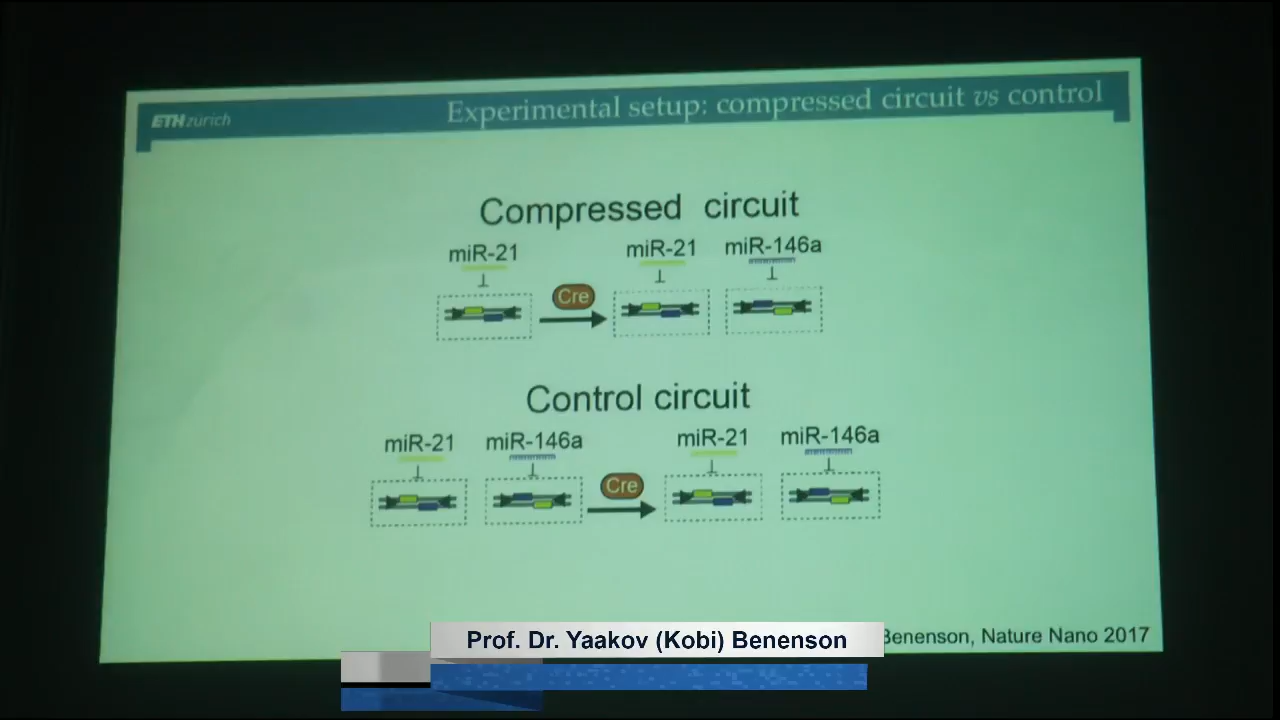 ETHzürich
Experimental setup: compressed circuit vs control
Compressed circuit
miR-21
miR-21
miR-146a
Cre
Control circuit
miR-21
miR-146a
miR-21
miR-146a
Cre
Benenson, Nature Nano 2017
Prof. Dr. Yaakov (Kobi) Benenson